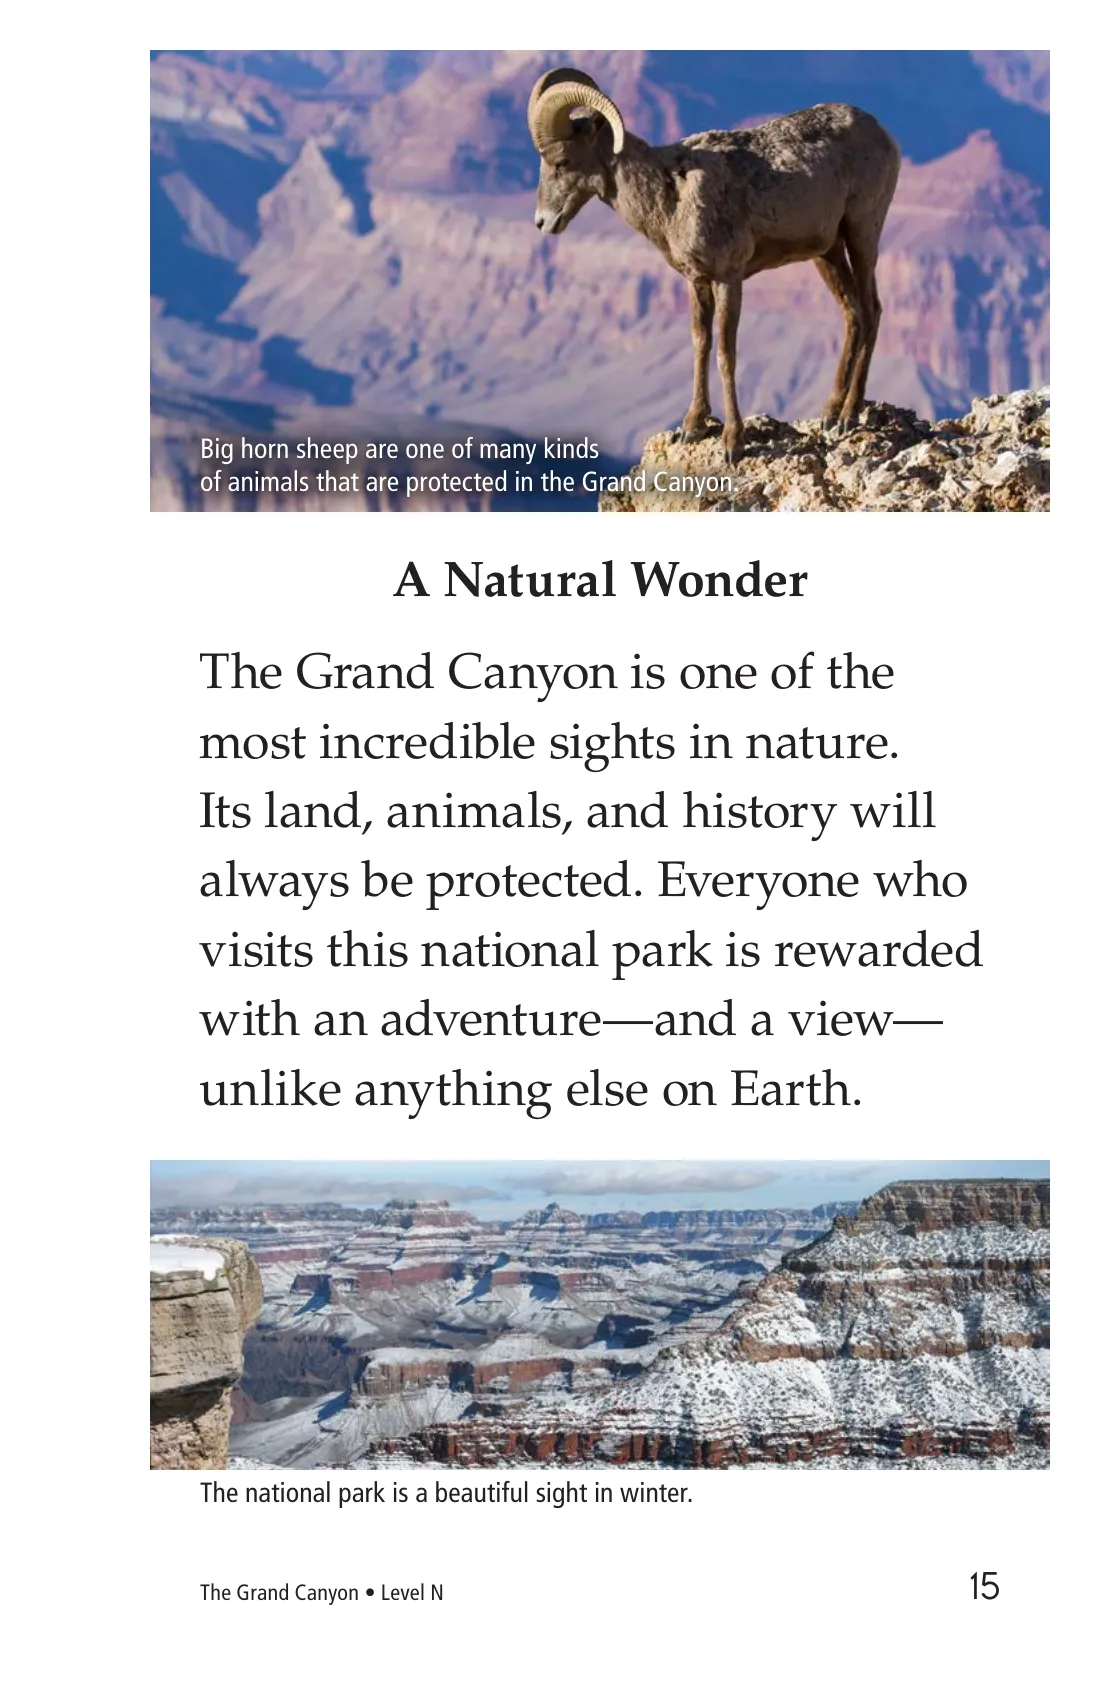 Big horn sheep are one of many kinds
of animals that are protected in the Grand Canyon.
A Natural Wonder
The Grand Canyon is one of the
most incredible sights in nature.
Its land, animals, and history will
always be protected. Everyone who
visits this national park is rewarded
with an adventure—and a view—
unlike anything else on Earth.
The national park is a beautiful sight in winter.
The Grand Canyon • Level N
15